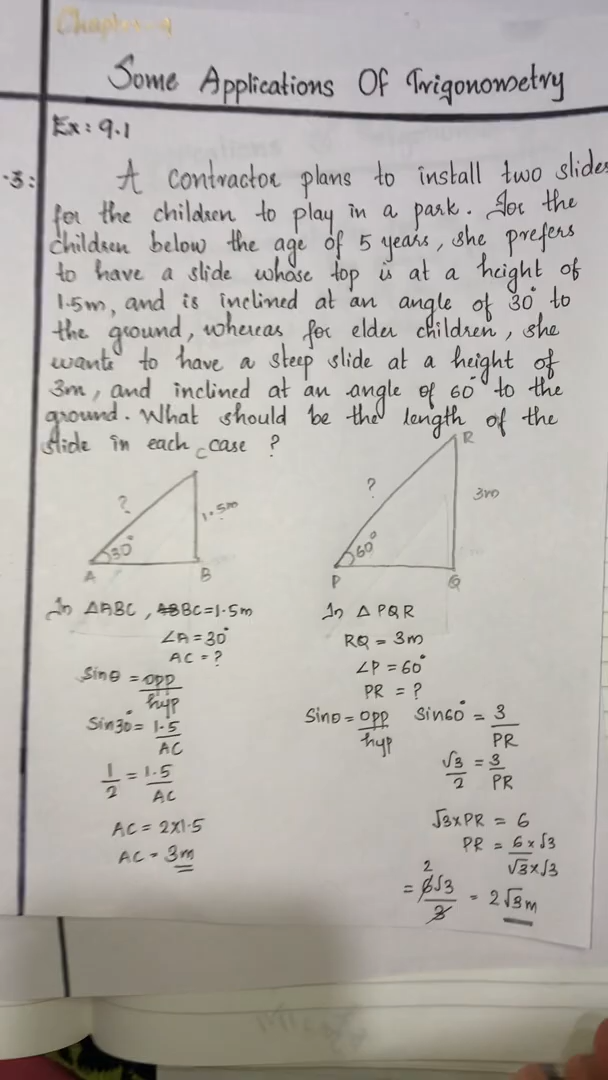 Chapter-9
Some Applications Of Trigonometry
Ex: 9.1
·3: A contractor plans to install two slides
for the children to play in a park. For the
children below the age of 5 years, she prefers
to have a slide whose top is at a height of
1.5m, and is inclined at an angle of 30° to
the ground, whereas for elder children, she
wants to have a steep slide at a height of
3m, and inclined at an angle of 60° to the
ground. What should be the length of the
slide in each case ?
C
?
1.5m
30°
A
B
R
?
3m
60°
P
Q
In ΔABC, AB BC=1.5m
∠A = 30°
AC = ?
Sinθ = opp/hyp
Sin30° = 1.5/AC
1/2 = 1.5/AC
AC = 2×1.5
AC = 3m
In Δ PQR
RQ = 3m
∠P = 60°
PR = ?
Sinθ = opp/hyp Sin60° = 3/PR
√3/2 = 3/PR
√3×PR = 6
PR = 6×√3/√3×√3
= 2 6√3/3 = 2√3m